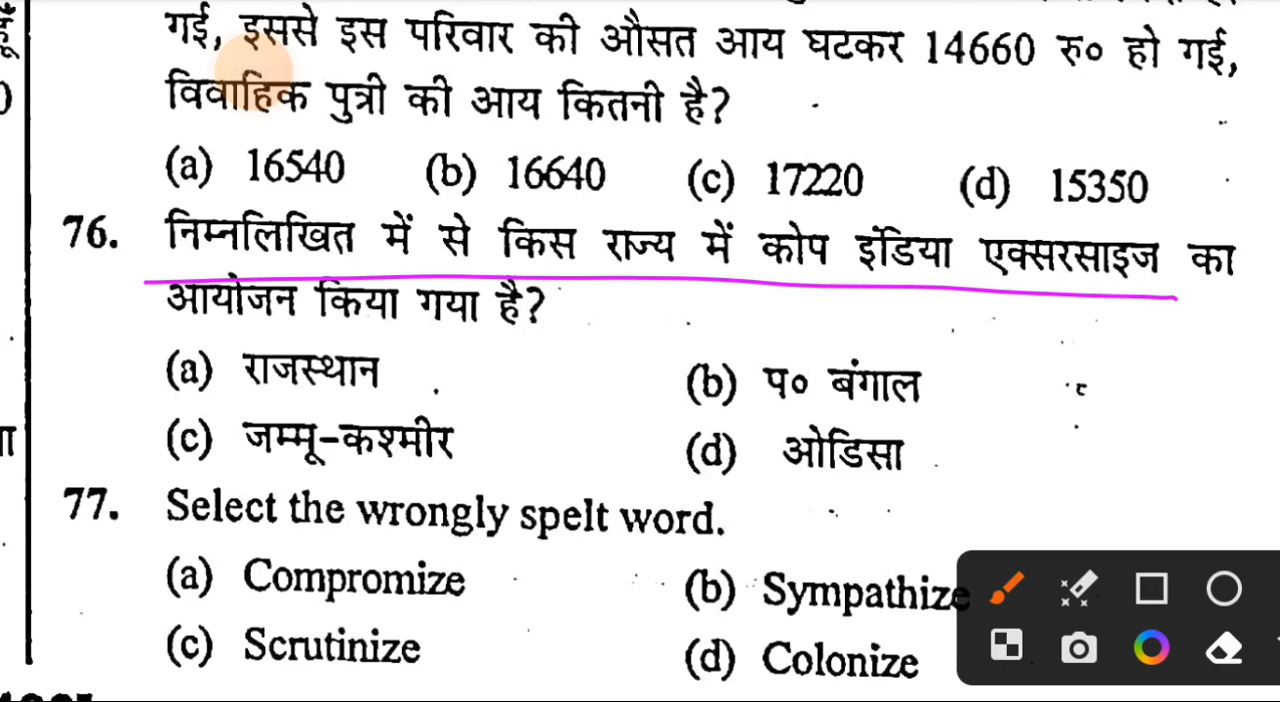 गई, इससे इस परिवार की औसत आय घटकर 14660 रु० हो गई,
विवाहिक पुत्री की आय कितनी है?
(a) 16540 (b) 16640 (c) 17220 (d) 15350
76. निम्नलिखित में से किस राज्य में कोप इंडिया एक्सरसाइज का
आयोजन किया गया है?
(a) राजस्थान (b) प० बंगाल
(c) जम्मू-कश्मीर (d) ओडिसा
77. Select the wrongly spelt word.
(a) Compromize (b) Sympathize
(c) Scrutinize (d) Colonize